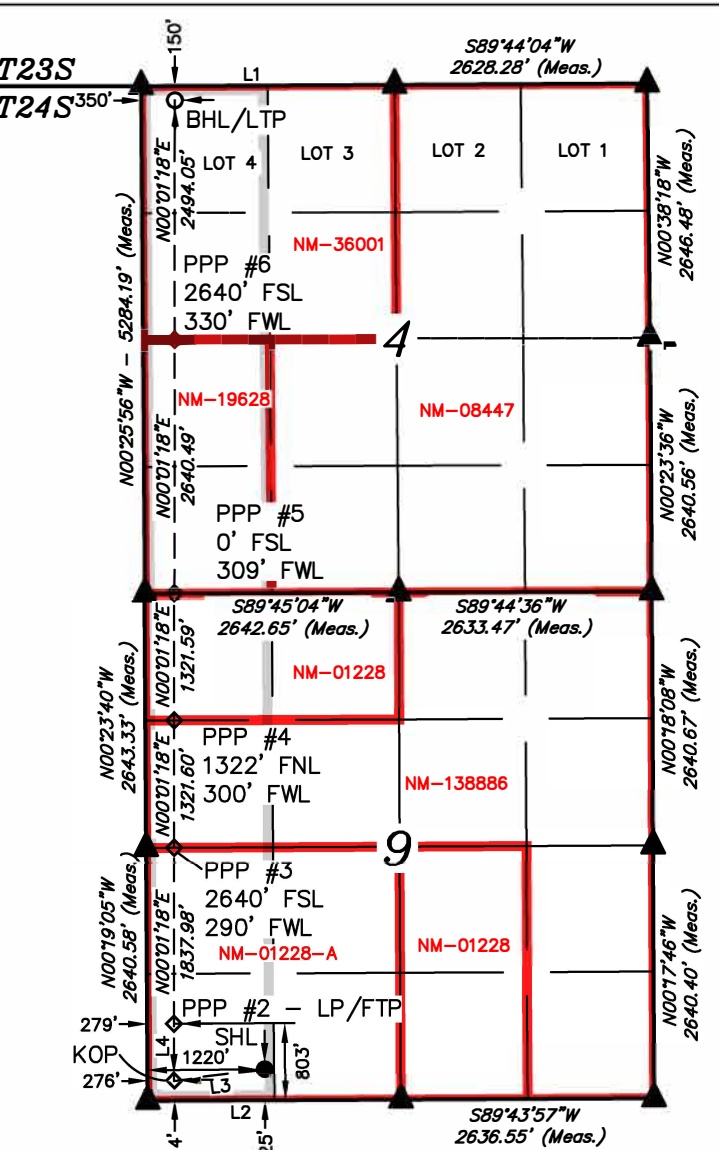 150'
S89°44'04"W
2628.28' (Meas.)
T23S
L1
T24S
350'
BHL/LTP
LOT 4
LOT 3
LOT 2
LOT 1
N00°01'18"E
2494.05'
N00°38'18"W
2646.48' (Meas.)
NM-36001
PPP #6
2640' FSL
330' FWL
N00°25'56"W - 5284.19' (Meas.)
4
NM-19628
NM-08447
N00°01'18"E
2640.49'
N00°23'36"W
2640.56' (Meas.)
PPP #5
0' FSL
309' FWL
S89°45'04"W
2642.65' (Meas.)
S89°44'36"W
2633.47' (Meas.)
N00°01'18"E
1321.59'
NM-01228
N00°23'40"W
2643.33' (Meas.)
N00°18'08"W
2640.67' (Meas.)
PPP #4
1322' FNL
300' FWL
N00°01'18"E
1321.60'
NM-138886
9
PPP #3
2640' FSL
290' FWL
N00°19'05"W
2640.58' (Meas.)
N00°01'18"E
1837.98'
NM-01228-A
NM-01228
N00°17'46"W
2640.40' (Meas.)
PPP #2 - LP/FTP
279'
SHL
L4
KOP
1220'
803'
276'
L3
L2
4'
25'
S89°43'57"W
2636.55' (Meas.)